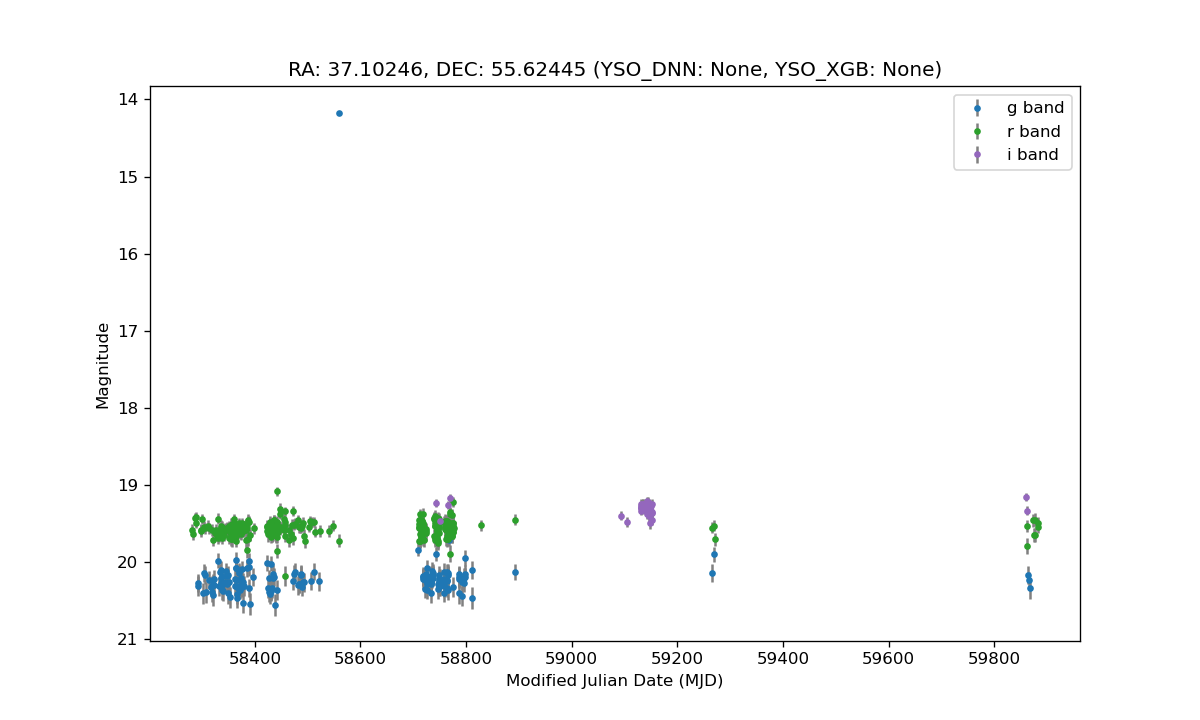 RA: 37.10246, DEC: 55.62445 (YSO_DNN: None, YSO_XGB: None)
g band
r band
i band
14
15
16
17
18
19
20
21
Magnitude
58400
58600
58800
59000
59200
59400
59600
59800
Modified Julian Date (MJD)